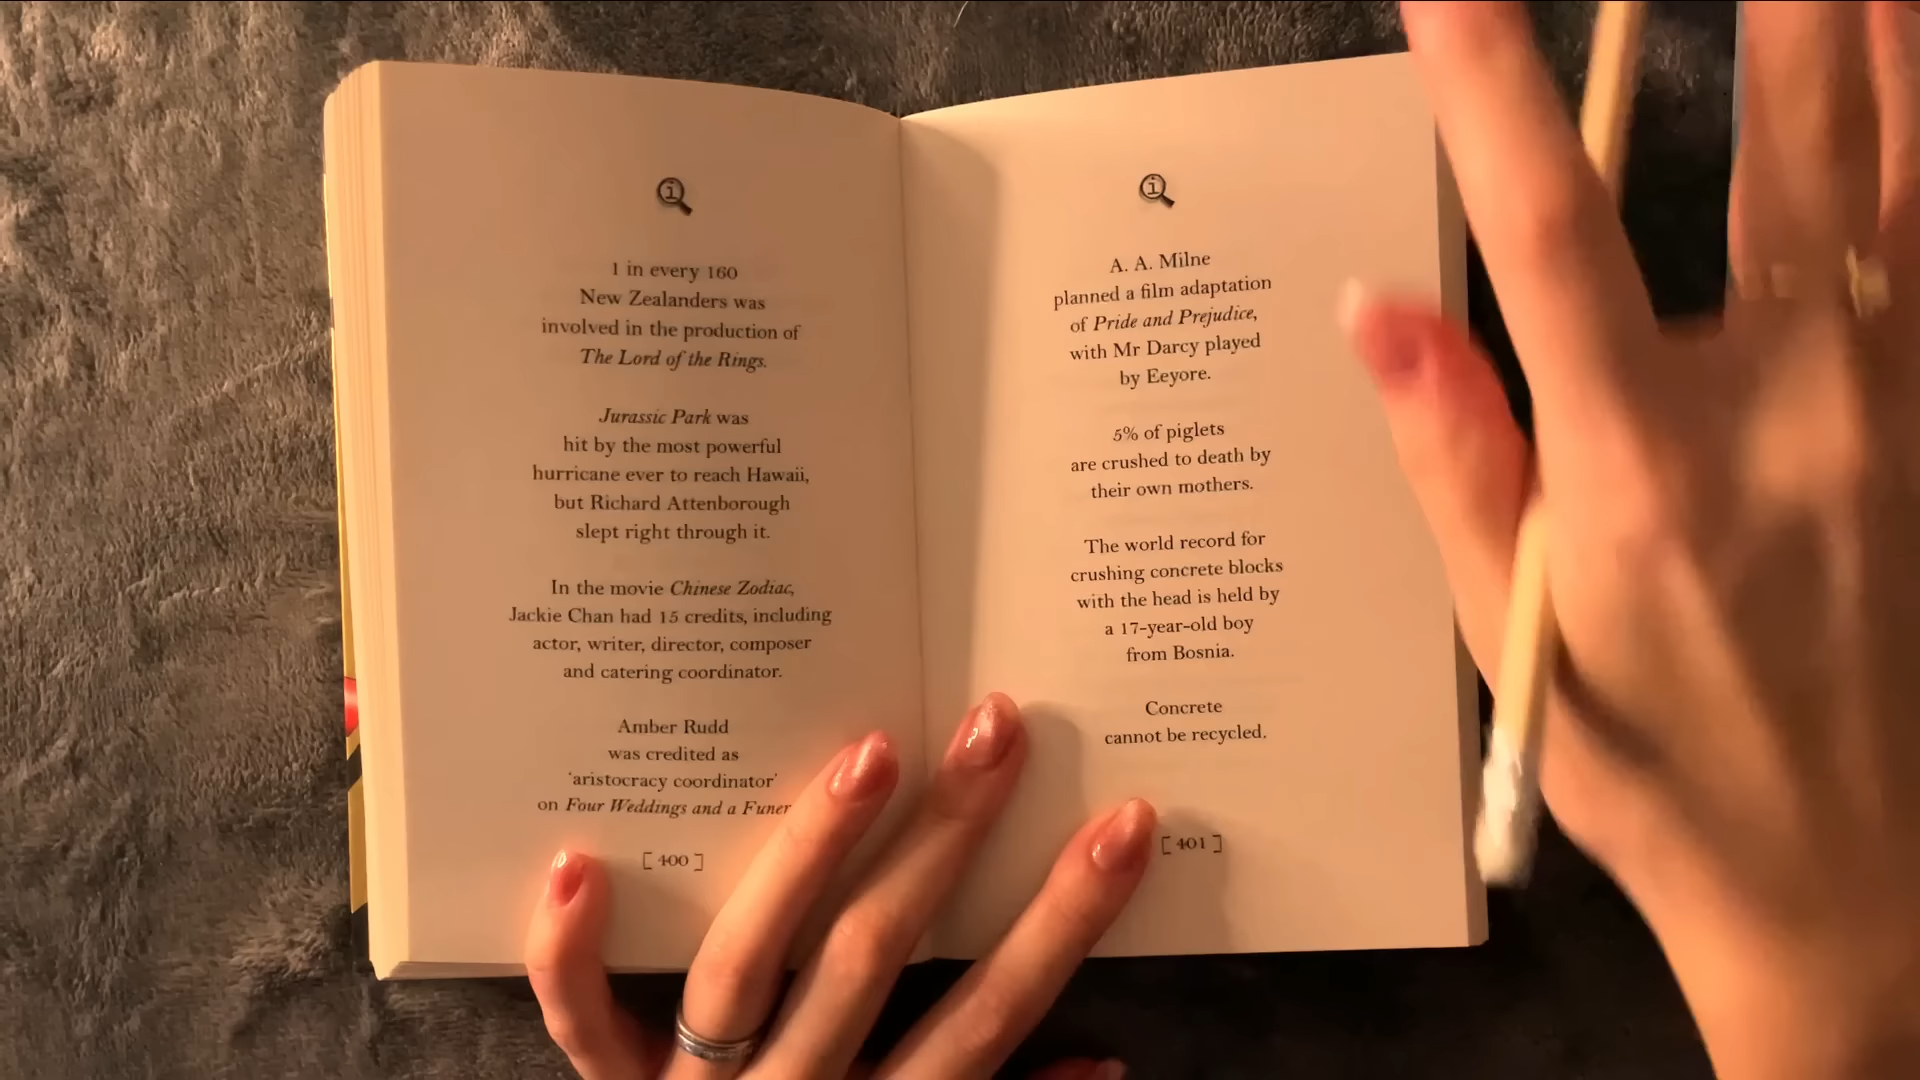 1 in every 160
New Zealanders was
involved in the production of
The Lord of the Rings.
Jurassic Park was
hit by the most powerful
hurricane ever to reach Hawaii,
but Richard Attenborough
slept right through it.
In the movie Chinese Zodiac,
Jackie Chan had 15 credits, including
actor, writer, director, composer
and catering coordinator.
Amber Rudd
was credited as
‘aristocracy coordinator’
on Four Weddings and a
[ 400 ]
A. A. Milne
planned a film adaptation
of Pride and Prejudice,
with Mr Darcy played
by Eeyore.
5% of piglets
are crushed to death by
their own mothers.
The world record for
crushing concrete blocks
with the head is held by
a 17-year-old boy
from Bosnia.
Concrete
cannot be recycled.
[ 401 ]